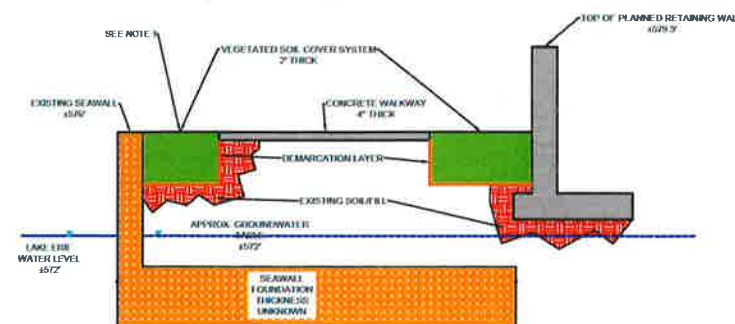 TOP OF PLANNED RETAINING WAL
±579.5'
SEE NOTE 1
VEGETATED SOIL COVER SYSTEM
2' THICK
EXISTING SEAWALL
±576'
CONCRETE WALKWAY
4" THICK
DEMARCATION LAYER
EXISTING SOIL/FILL
APPROX. GROUNDWATER
±572'
LAKE ERIE
WATER LEVEL
±572'
SEAWALL
FOUNDATION
THICKNESS
UNKNOWN